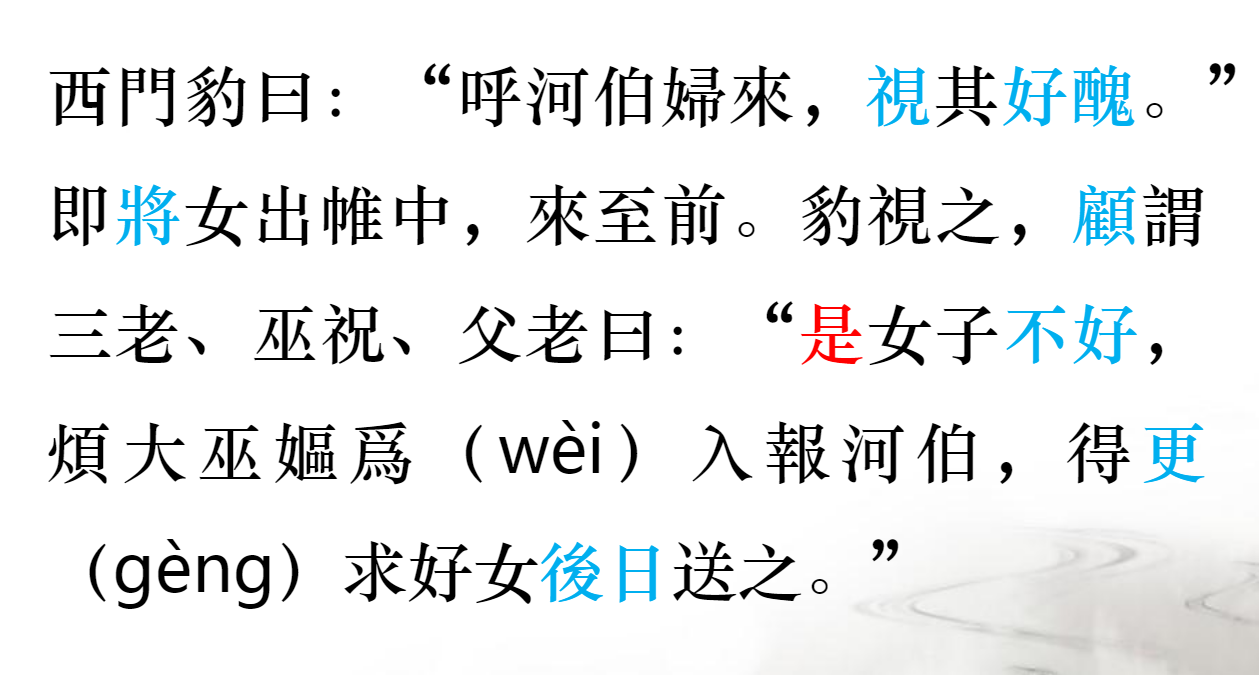 西門豹曰：“呼河伯婦來，視其好醜。”
即將女出帷中，來至前。豹視之，顧謂
三老、巫祝、父老曰：“是女子不好，
煩大巫嫗爲（wèi）入報河伯，得更
（gèng）求好女後日送之。”